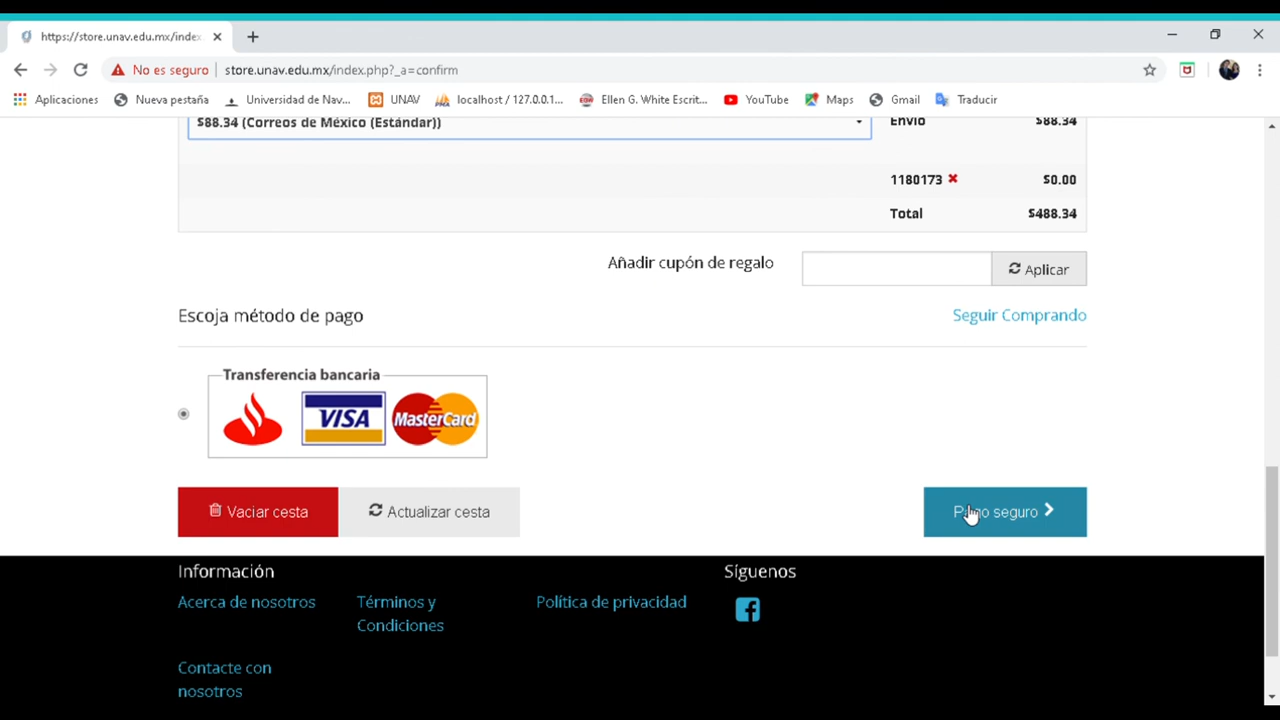 https://store.unav.edu.mx/index
No es seguro store.unav.edu.mx/index.php?_a=confirm
Aplicaciones Nueva pestaña Universidad de Nav... UNAV localhost / 127.0.0.1... Ellen G. White Escrit... YouTube Maps Gmail Traducir
$88.34 (Correos de México (Estándar)) Envío $88.34
1180173 $0.00
Total $488.34
Añadir cupón de regalo Aplicar
Escoja método de pago Seguir Comprando
Transferencia bancaria
VISA MasterCard
Vaciar cesta Actualizar cesta Pago seguro
Información Síguenos
Acerca de nosotros Términos y Condiciones Política de privacidad
Contacte con nosotros